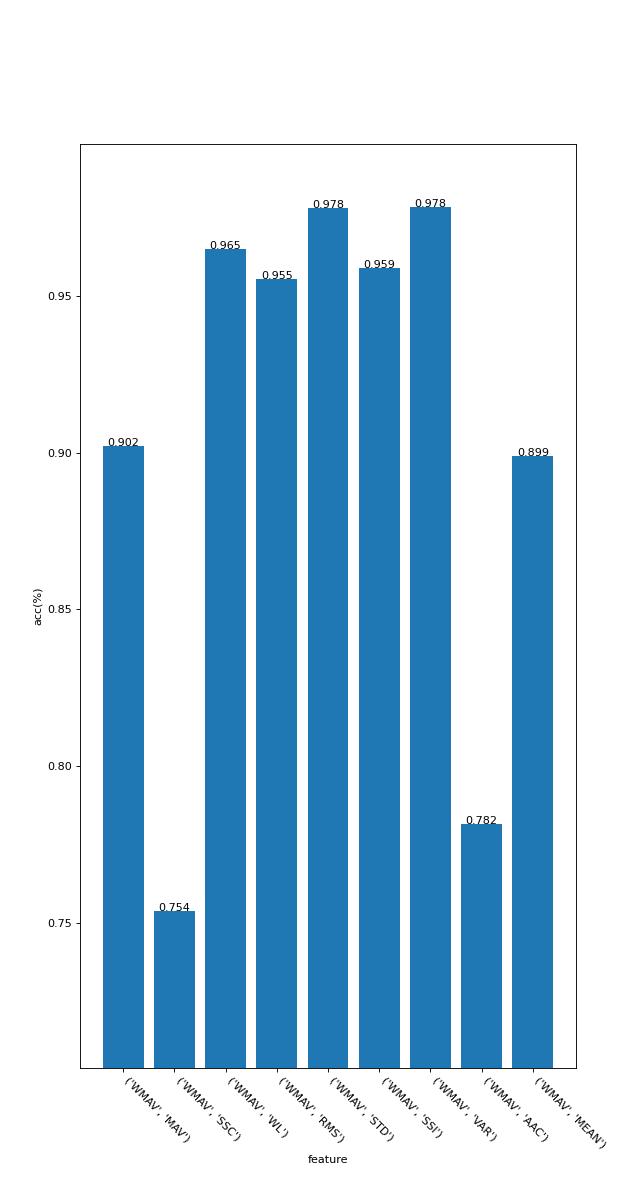 0.978
0.978
0.965
0.959
0.955
0.95
0.902
0.899
0.90
acc(%)
0.85
0.80
0.782
0.754
0.75
('WMAV', 'MAV')
('WMAV', 'SSC')
('WMAV', 'WL')
('WMAV', 'RMS')
('WMAV', 'STD')
('WMAV', 'SSI')
('WMAV', 'VAR')
('WMAV', 'AAC')
('WMAV', 'MEAN')
feature